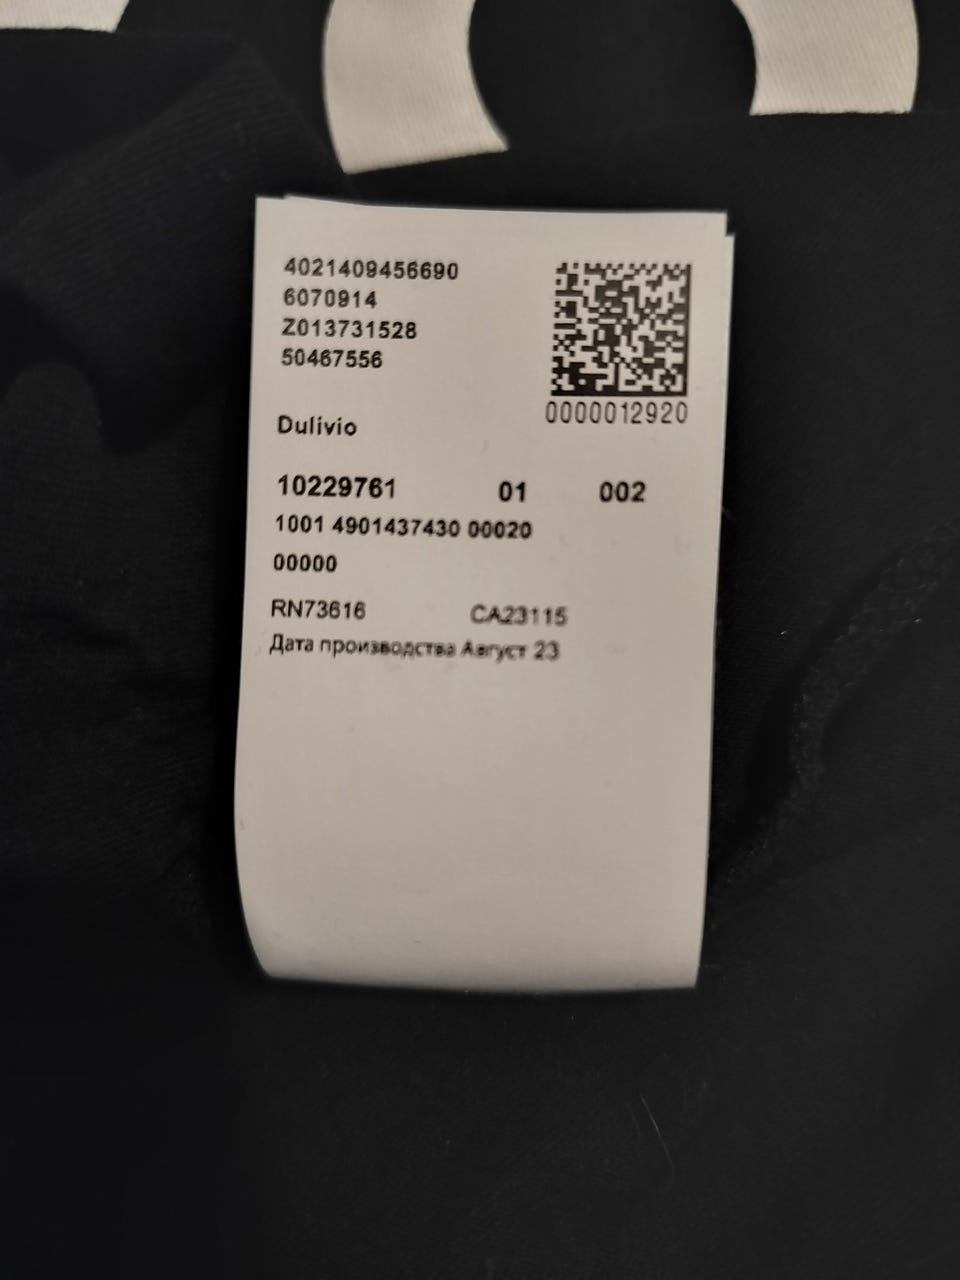 4021409456690
6070914
Z013731528
50467556
0000012920
Dulivio
10229761 01 002
1001 4901437430 00020
00000
RN73616 CA23115
Дата производства Август 23